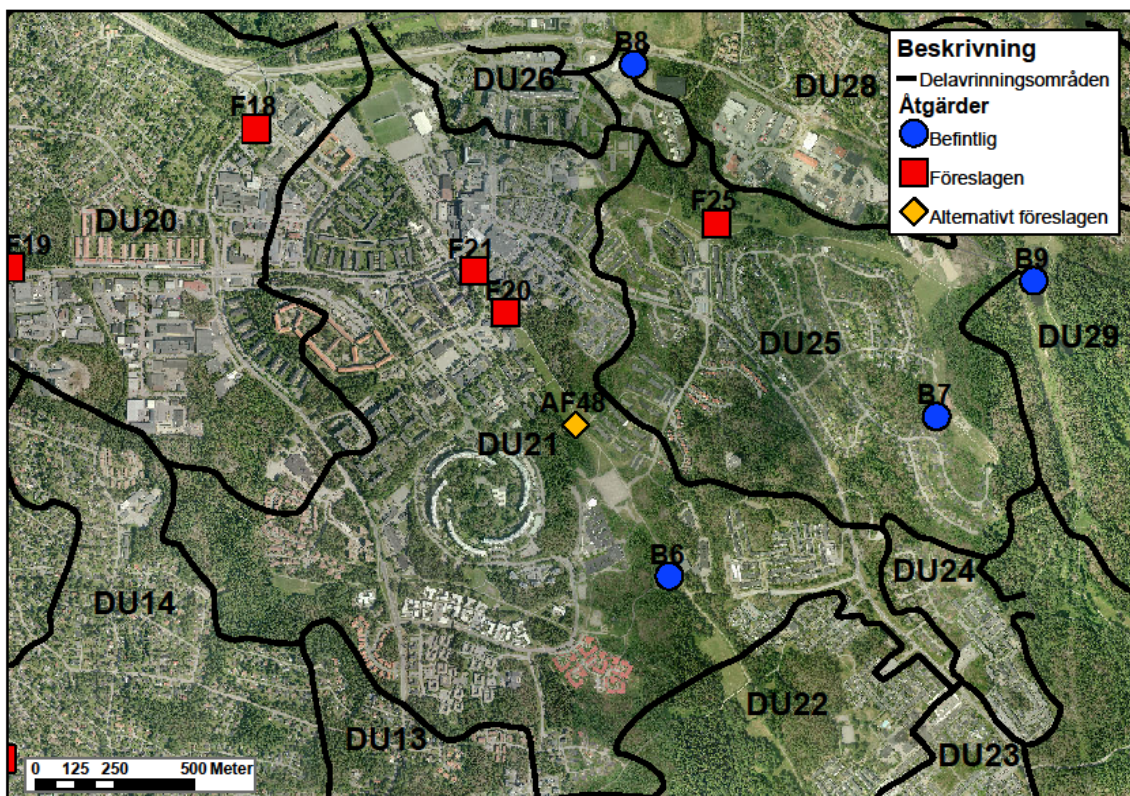 B8
Beskrivning
Delavrinningsområden
Åtgärder
Befintlig
Föreslagen
Alternativt föreslagen
DU26
DU28
F18
F25
DU20
F19
F21
F20
B9
DU29
DU25
B7
AF48
DU21
B6
DU24
DU14
DU22
DU13
DU23
0 125 250 500 Meter